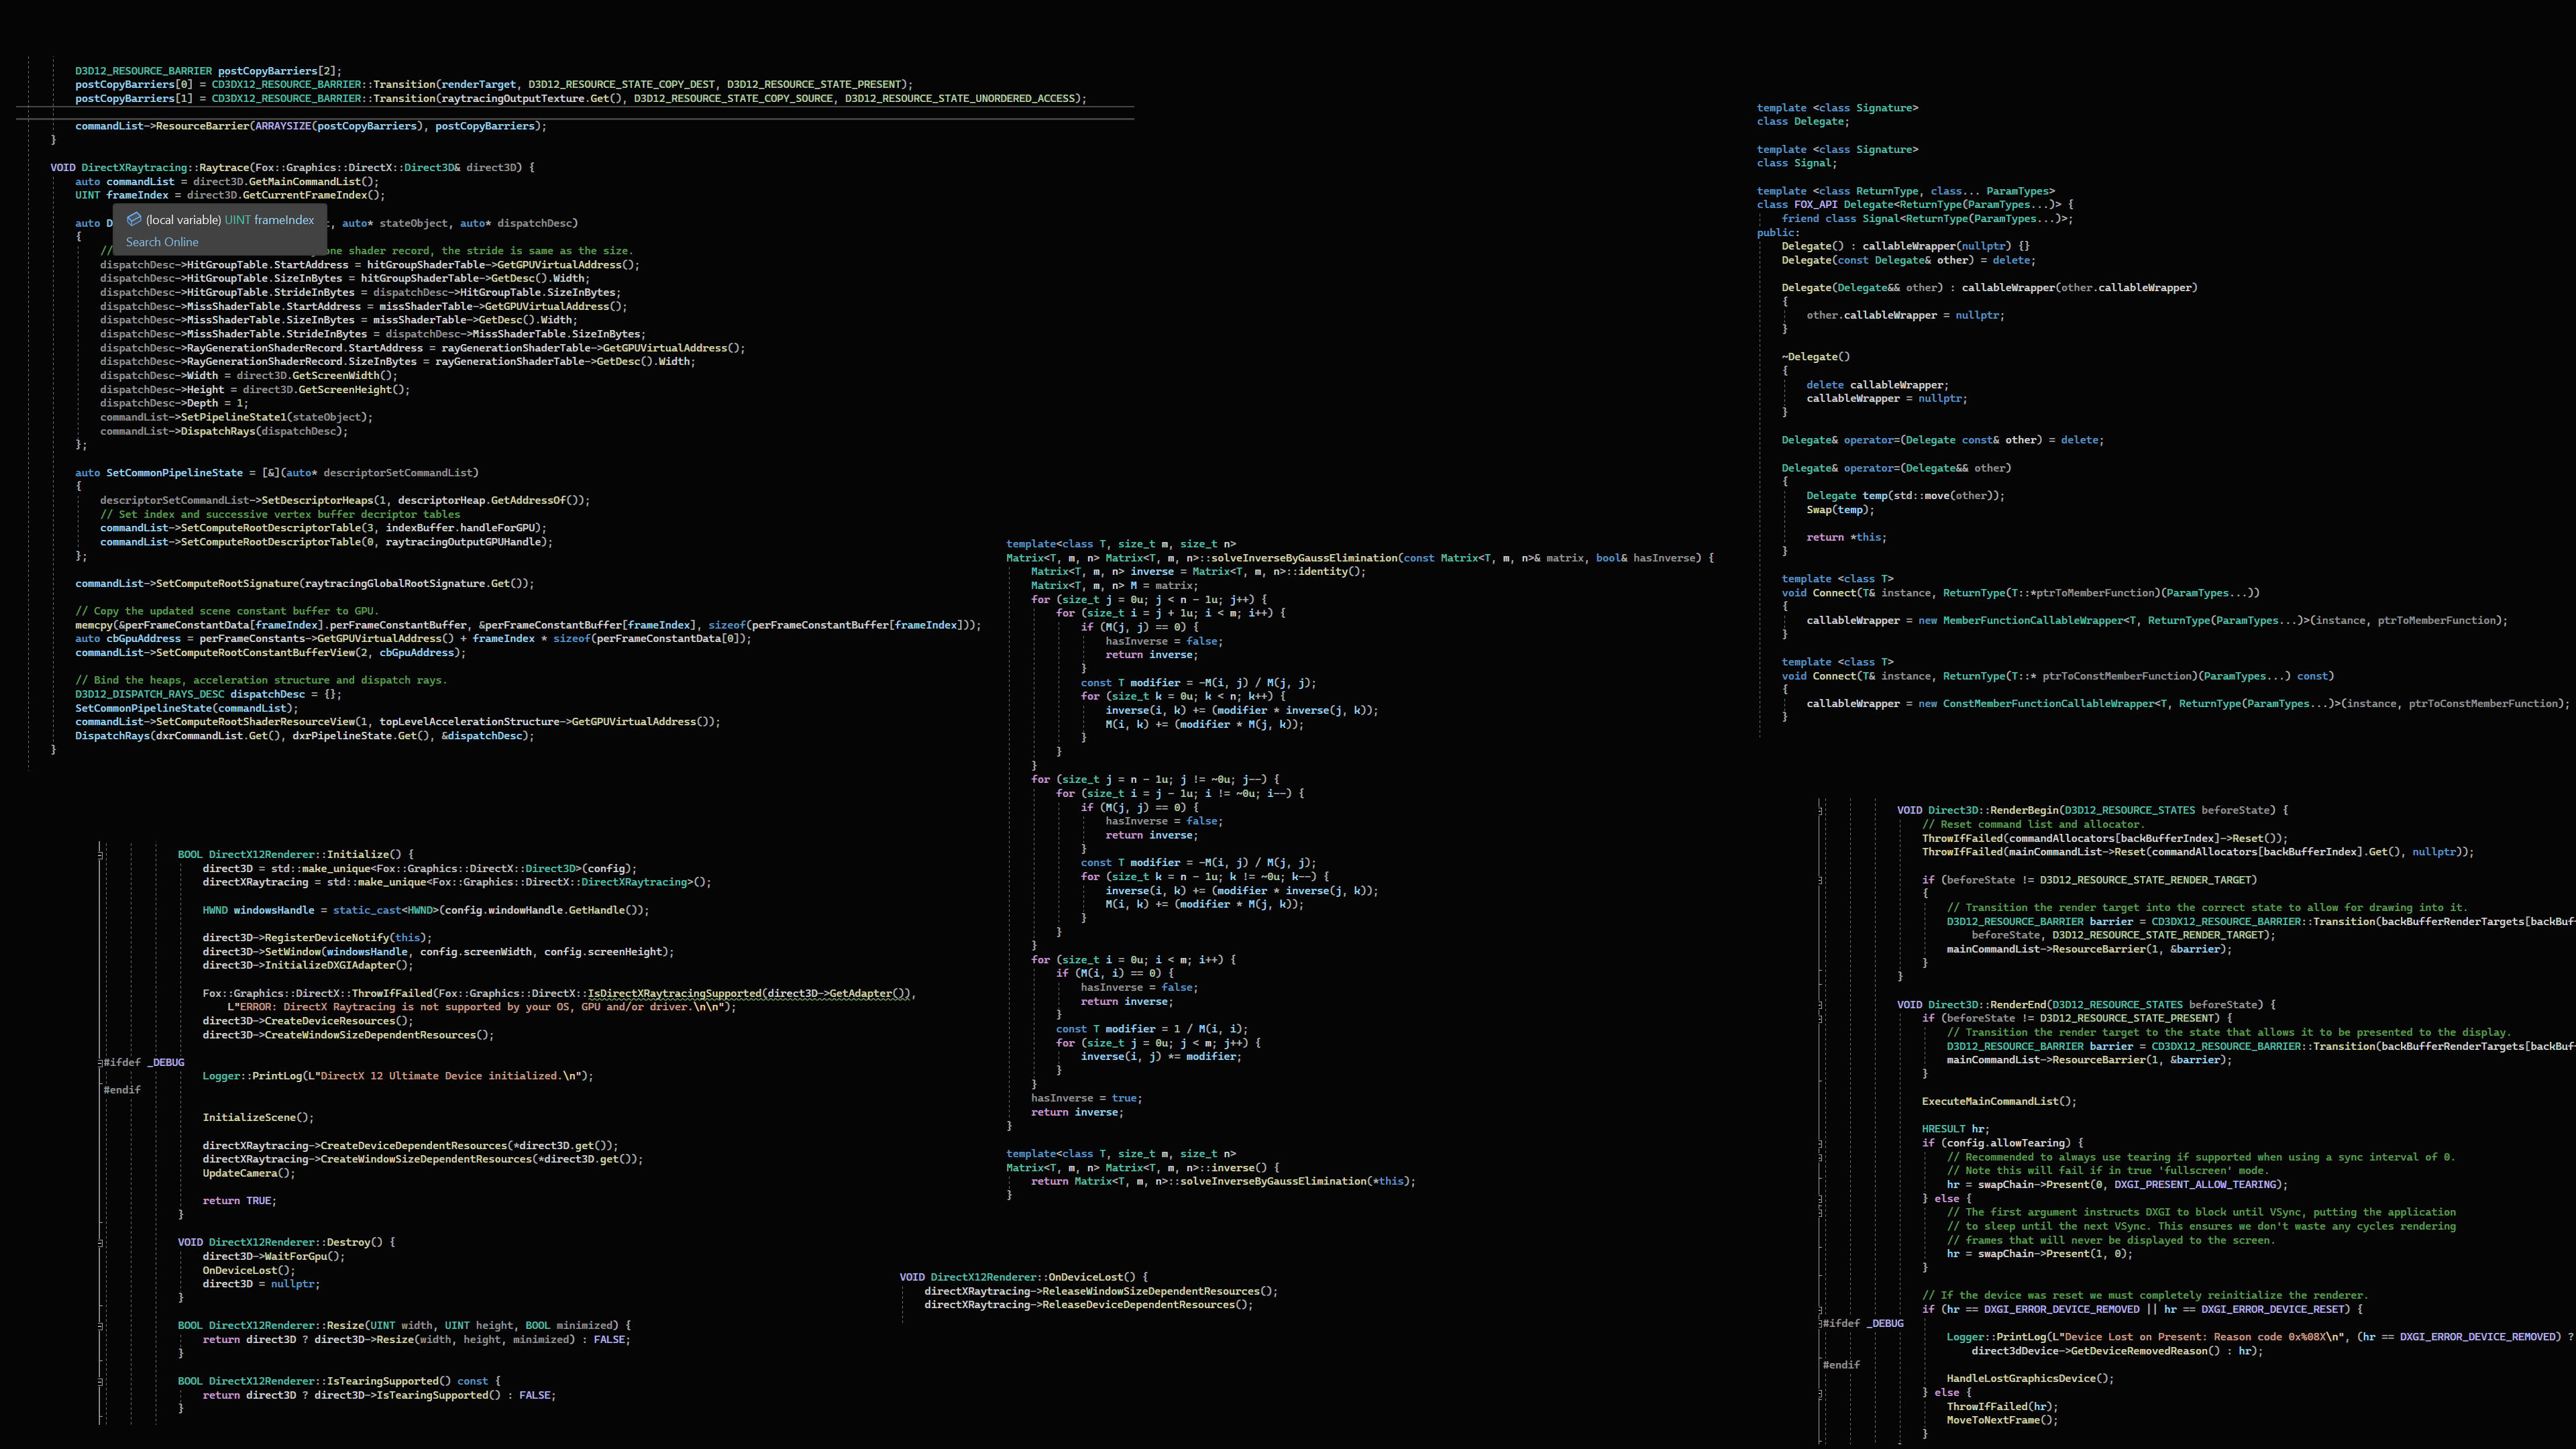 D3D12_RESOURCE_BARRIER postCopyBarriers[2];
postCopyBarriers[0] = CD3DX12_RESOURCE_BARRIER::Transition(renderTarget, D3D12_RESOURCE_STATE_COPY_DEST, D3D12_RESOURCE_STATE_PRESENT);
postCopyBarriers[1] = CD3DX12_RESOURCE_BARRIER::Transition(raytracingOutputTexture.Get(), D3D12_RESOURCE_STATE_COPY_SOURCE, D3D12_RESOURCE_STATE_UNORDERED_ACCESS);
commandList->ResourceBarrier(ARRAYSIZE(postCopyBarriers), postCopyBarriers);
}
VOID DirectXRaytracing::Raytrace(Fox::Graphics::DirectX::Direct3D& direct3D) {
auto commandList = direct3D.GetMainCommandList();
UINT frameIndex = direct3D.GetCurrentFrameIndex();
(local variable) UINT frameIndex
Search Online
auto D , auto* stateObject, auto* dispatchDesc)
{
// one shader record, the stride is same as the size.
dispatchDesc->HitGroupTable.StartAddress = hitGroupShaderTable->GetGPUVirtualAddress();
dispatchDesc->HitGroupTable.SizeInBytes = hitGroupShaderTable->GetDesc().Width;
dispatchDesc->HitGroupTable.StrideInBytes = dispatchDesc->HitGroupTable.SizeInBytes;
dispatchDesc->MissShaderTable.StartAddress = missShaderTable->GetGPUVirtualAddress();
dispatchDesc->MissShaderTable.SizeInBytes = missShaderTable->GetDesc().Width;
dispatchDesc->MissShaderTable.StrideInBytes = dispatchDesc->MissShaderTable.SizeInBytes;
dispatchDesc->RayGenerationShaderRecord.StartAddress = rayGenerationShaderTable->GetGPUVirtualAddress();
dispatchDesc->RayGenerationShaderRecord.SizeInBytes = rayGenerationShaderTable->GetDesc().Width;
dispatchDesc->Width = direct3D.GetScreenWidth();
dispatchDesc->Height = direct3D.GetScreenHeight();
dispatchDesc->Depth = 1;
commandList->SetPipelineState1(stateObject);
commandList->DispatchRays(dispatchDesc);
};
auto SetCommonPipelineState = [&](auto* descriptorSetCommandList)
{
descriptorSetCommandList->SetDescriptorHeaps(1, descriptorHeap.GetAddressOf());
// Set index and successive vertex buffer decriptor tables
commandList->SetComputeRootDescriptorTable(3, indexBuffer.handleForGPU);
commandList->SetComputeRootDescriptorTable(0, raytracingOutputGPUHandle);
};
commandList->SetComputeRootSignature(raytracingGlobalRootSignature.Get());
// Copy the updated scene constant buffer to GPU.
memcpy(&perFrameConstantData[frameIndex].perFrameConstantBuffer, &perFrameConstantBuffer[frameIndex], sizeof(perFrameConstantBuffer[frameIndex]));
auto cbGpuAddress = perFrameConstants->GetGPUVirtualAddress() + frameIndex * sizeof(perFrameConstantData[0]);
commandList->SetComputeRootConstantBufferView(2, cbGpuAddress);
// Bind the heaps, acceleration structure and dispatch rays.
D3D12_DISPATCH_RAYS_DESC dispatchDesc = {};
SetCommonPipelineState(commandList);
commandList->SetComputeRootShaderResourceView(1, topLevelAccelerationStructure->GetGPUVirtualAddress());
DispatchRays(dxrCommandList.Get(), dxrPipelineState.Get(), &dispatchDesc);
}
BOOL DirectX12Renderer::Initialize() {
direct3D = std::make_unique<Fox::Graphics::DirectX::Direct3D>(config);
directXRaytracing = std::make_unique<Fox::Graphics::DirectX::DirectXRaytracing>();
HWND windowsHandle = static_cast<HWND>(config.windowHandle.GetHandle());
direct3D->RegisterDeviceNotify(this);
direct3D->SetWindow(windowsHandle, config.screenWidth, config.screenHeight);
direct3D->InitializeDXGIAdapter();
Fox::Graphics::DirectX::ThrowIfFailed(Fox::Graphics::DirectX::IsDirectXRaytracingSupported(direct3D->GetAdapter()),
L"ERROR: DirectX Raytracing is not supported by your OS, GPU and/or driver.\n\n");
direct3D->CreateDeviceResources();
direct3D->CreateWindowSizeDependentResources();
#ifdef _DEBUG
Logger::PrintLog(L"DirectX 12 Ultimate Device initialized.\n");
#endif
InitializeScene();
directXRaytracing->CreateDeviceDependentResources(*direct3D.get());
directXRaytracing->CreateWindowSizeDependentResources(*direct3D.get());
UpdateCamera();
return TRUE;
}
VOID DirectX12Renderer::Destroy() {
direct3D->WaitForGpu();
OnDeviceLost();
direct3D = nullptr;
}
BOOL DirectX12Renderer::Resize(UINT width, UINT height, BOOL minimized) {
return direct3D ? direct3D->Resize(width, height, minimized) : FALSE;
}
BOOL DirectX12Renderer::IsTearingSupported() const {
return direct3D ? direct3D->IsTearingSupported() : FALSE;
}
template<class T, size_t m, size_t n>
Matrix<T, m, n> Matrix<T, m, n>::solveInverseByGaussElimination(const Matrix<T, m, n>& matrix, bool& hasInverse) {
Matrix<T, m, n> inverse = Matrix<T, m, n>::identity();
Matrix<T, m, n> M = matrix;
for (size_t j = 0u; j < n - 1u; j++) {
for (size_t i = j + 1u; i < m; i++) {
if (M(j, j) == 0) {
hasInverse = false;
return inverse;
}
const T modifier = -M(i, j) / M(j, j);
for (size_t k = 0u; k < n; k++) {
inverse(i, k) += (modifier * inverse(j, k));
M(i, k) += (modifier * M(j, k));
}
}
}
for (size_t j = n - 1u; j != ~0u; j--) {
for (size_t i = j - 1u; i != ~0u; i--) {
if (M(j, j) == 0) {
hasInverse = false;
return inverse;
}
const T modifier = -M(i, j) / M(j, j);
for (size_t k = n - 1u; k != ~0u; k--) {
inverse(i, k) += (modifier * inverse(j, k));
M(i, k) += (modifier * M(j, k));
}
}
}
for (size_t i = 0u; i < m; i++) {
if (M(i, i) == 0) {
hasInverse = false;
return inverse;
}
const T modifier = 1 / M(i, i);
for (size_t j = 0u; j < m; j++) {
inverse(i, j) *= modifier;
}
}
hasInverse = true;
return inverse;
}
template<class T, size_t m, size_t n>
Matrix<T, m, n> Matrix<T, m, n>::inverse() {
return Matrix<T, m, n>::solveInverseByGaussElimination(*this);
}
VOID DirectX12Renderer::OnDeviceLost() {
directXRaytracing->ReleaseWindowSizeDependentResources();
directXRaytracing->ReleaseDeviceDependentResources();
template <class Signature>
class Delegate;
template <class Signature>
class Signal;
template <class ReturnType, class... ParamTypes>
class FOX_API Delegate<ReturnType(ParamTypes...)> {
friend class Signal<ReturnType(ParamTypes...)>;
public:
Delegate() : callableWrapper(nullptr) {}
Delegate(const Delegate& other) = delete;
Delegate(Delegate&& other) : callableWrapper(other.callableWrapper)
{
other.callableWrapper = nullptr;
}
~Delegate()
{
delete callableWrapper;
callableWrapper = nullptr;
}
Delegate& operator=(Delegate const& other) = delete;
Delegate& operator=(Delegate&& other)
{
Delegate temp(std::move(other));
Swap(temp);
return *this;
}
template <class T>
void Connect(T& instance, ReturnType(T::*ptrToMemberFunction)(ParamTypes...))
{
callableWrapper = new MemberFunctionCallableWrapper<T, ReturnType(ParamTypes...)>(instance, ptrToMemberFunction);
}
template <class T>
void Connect(T& instance, ReturnType(T::* ptrToConstMemberFunction)(ParamTypes...) const)
{
callableWrapper = new ConstMemberFunctionCallableWrapper<T, ReturnType(ParamTypes...)>(instance, ptrToConstMemberFunction);
}
VOID Direct3D::RenderBegin(D3D12_RESOURCE_STATES beforeState) {
// Reset command list and allocator.
ThrowIfFailed(commandAllocators[backBufferIndex]->Reset());
ThrowIfFailed(mainCommandList->Reset(commandAllocators[backBufferIndex].Get(), nullptr));
if (beforeState != D3D12_RESOURCE_STATE_RENDER_TARGET)
{
// Transition the render target into the correct state to allow for drawing into it.
D3D12_RESOURCE_BARRIER barrier = CD3DX12_RESOURCE_BARRIER::Transition(backBufferRenderTargets[backBuf
beforeState, D3D12_RESOURCE_STATE_RENDER_TARGET);
mainCommandList->ResourceBarrier(1, &barrier);
}
}
VOID Direct3D::RenderEnd(D3D12_RESOURCE_STATES beforeState) {
if (beforeState != D3D12_RESOURCE_STATE_PRESENT) {
// Transition the render target to the state that allows it to be presented to the display.
D3D12_RESOURCE_BARRIER barrier = CD3DX12_RESOURCE_BARRIER::Transition(backBufferRenderTargets[backBuf
mainCommandList->ResourceBarrier(1, &barrier);
}
ExecuteMainCommandList();
HRESULT hr;
if (config.allowTearing) {
// Recommended to always use tearing if supported when using a sync interval of 0.
// Note this will fail if in true 'fullscreen' mode.
hr = swapChain->Present(0, DXGI_PRESENT_ALLOW_TEARING);
} else {
// The first argument instructs DXGI to block until VSync, putting the application
// to sleep until the next VSync. This ensures we don't waste any cycles rendering
// frames that will never be displayed to the screen.
hr = swapChain->Present(1, 0);
}
// If the device was reset we must completely reinitialize the renderer.
if (hr == DXGI_ERROR_DEVICE_REMOVED || hr == DXGI_ERROR_DEVICE_RESET) {
#ifdef _DEBUG
Logger::PrintLog(L"Device Lost on Present: Reason code 0x%08X\n", (hr == DXGI_ERROR_DEVICE_REMOVED) ?
direct3dDevice->GetDeviceRemovedReason() : hr);
#endif
HandleLostGraphicsDevice();
} else {
ThrowIfFailed(hr);
MoveToNextFrame();
}